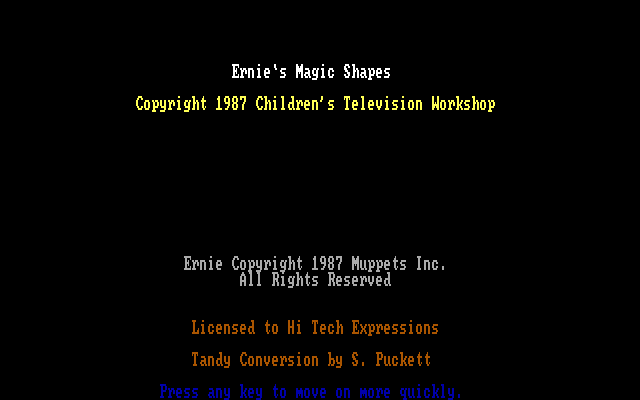 Ernie‘s Magic Shapes
Copyright 1987 Children’s Television Workshop
Ernie Copyright 1987 Muppets Inc.
All Rights Reserved
Licensed to Hi Tech Expressions
Tandy Conversion by S. Puckett
Press any key to move on more quickly.